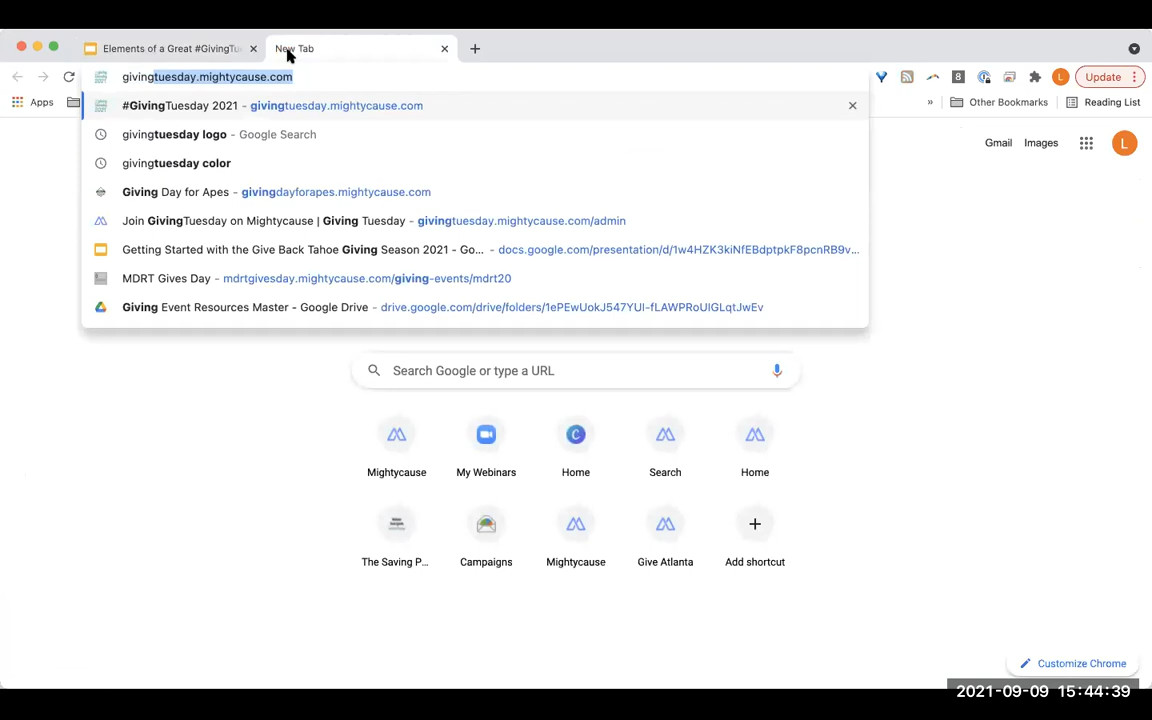 Elements of a Great #GivingTu
New Tab
givingtuesday.mightycause.com
8
L
Update
#GivingTuesday 2021 - givingtuesday.mightycause.com
Apps
Other Bookmarks
Reading List
givingtuesday logo - Google Search
Gmail
Images
L
givingtuesday color
Giving Day for Apes - givingdayforapes.mightycause.com
Join GivingTuesday on Mightycause | Giving Tuesday - givingtuesday.mightycause.com/admin
Getting Started with the Give Back Tahoe Giving Season 2021 - Go... - docs.google.com/presentation/d/1w4HZK3kiNfEBdptpkF8pcnRB9v...
MDRT Gives Day - mdrtgivesday.mightycause.com/giving-events/mdrt20
Giving Event Resources Master - Google Drive - drive.google.com/drive/folders/1ePEwUokJ547YUl-fLAWPRoUIGLqtJwEv
Search Google or type a URL
Mightycause
My Webinars
Home
Search
Home
The Saving P...
Campaigns
Mightycause
Give Atlanta
Add shortcut
Customize Chrome
2021-09-09 15:44:39